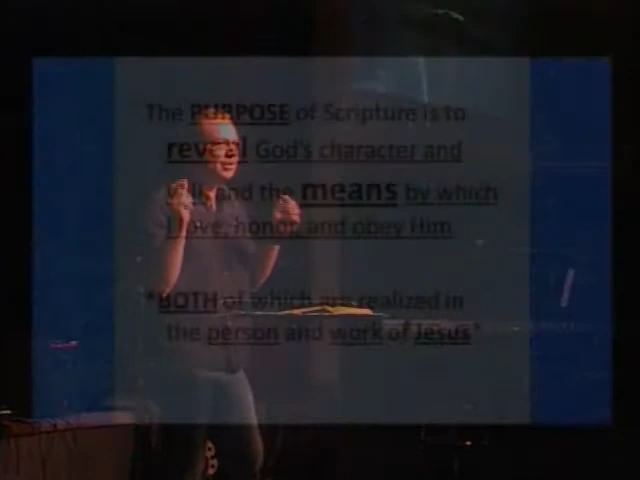 The PURPOSE of Scripture is to
reveal God's character and
will, and the means by which
I love, honor, and obey Him.
*BOTH of which are realized in
the person and work of Jesus*